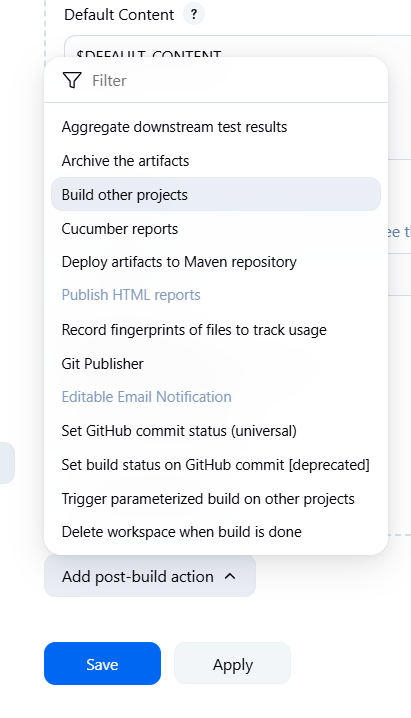 Default Content ?
$DEFAULT_CONTENT
Filter
Aggregate downstream test results
Archive the artifacts
Build other projects
Cucumber reports
Deploy artifacts to Maven repository
Publish HTML reports
Record fingerprints of files to track usage
Git Publisher
Editable Email Notification
Set GitHub commit status (universal)
Set build status on GitHub commit [deprecated]
Trigger parameterized build on other projects
Delete workspace when build is done
Add post-build action
Save
Apply